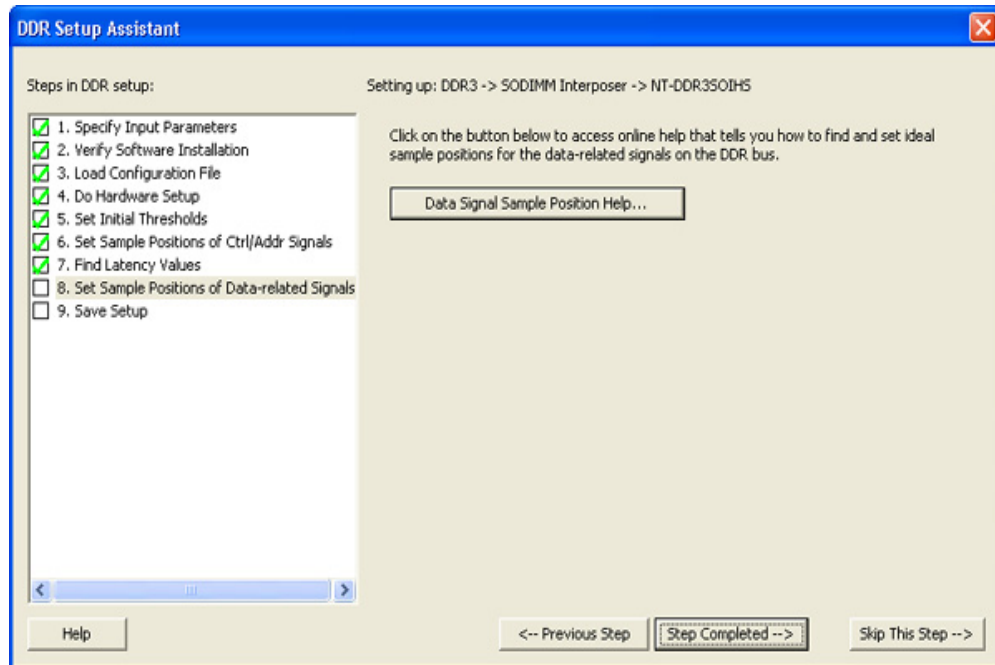 DDR Setup Assistant
Steps in DDR setup:
Setting up: DDR3 -> SODIMM Interposer -> NT-DDR3SOIHS
1. Specify Input Parameters
2. Verify Software Installation
3. Load Configuration File
4. Do Hardware Setup
5. Set Initial Thresholds
6. Set Sample Positions of Ctrl/Addr Signals
7. Find Latency Values
8. Set Sample Positions of Data-related Signals
9. Save Setup
Click on the button below to access online help that tells you how to find and set ideal
sample positions for the data-related signals on the DDR bus.
Data Signal Sample Position Help...
Help
<-- Previous Step
Step Completed -->
Skip This Step -->